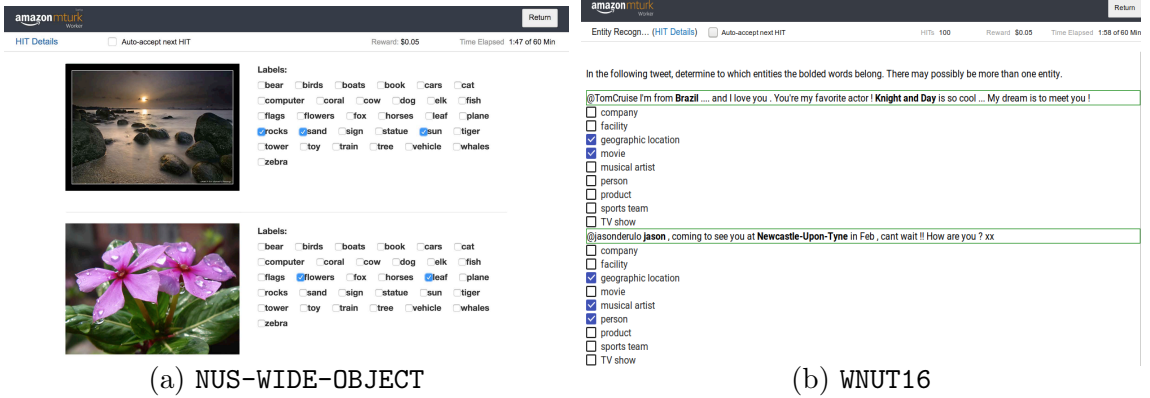 amazon mturk
Worker
Return
HIT Details Auto-accept next HIT Reward: $0.05 Time Elapsed 1:47 of 60 Min
Labels:
bear birds boats book cars cat
computer coral cow dog elk fish
flags flowers fox horses leaf plane
rocks sand sign statue sun tiger
tower toy train tree vehicle whales
zebra
Labels:
bear birds boats book cars cat
computer coral cow dog elk fish
flags flowers fox horses leaf plane
rocks sand sign statue sun tiger
tower toy train tree vehicle whales
zebra
(a) NUS-WIDE-OBJECT
amazon mturk
Worker
Return
Entity Recogn... (HIT Details) Auto-accept next HIT HITs 100 Reward $0.05 Time Elapsed 1:58 of 60 Min
In the following tweet, determine to which entities the bolded words belong. There may possibly be more than one entity.
@TomCruise I'm from Brazil .... and I love you . You're my favorite actor ! Knight and Day is so cool ... My dream is to meet you !
company
facility
geographic location
movie
musical artist
person
product
sports team
TV show
@jasonderulo jason , coming to see you at Newcastle-Upon-Tyne in Feb , cant wait !! How are you ? xx
company
facility
geographic location
movie
musical artist
person
product
sports team
TV show
(b) WNUT16